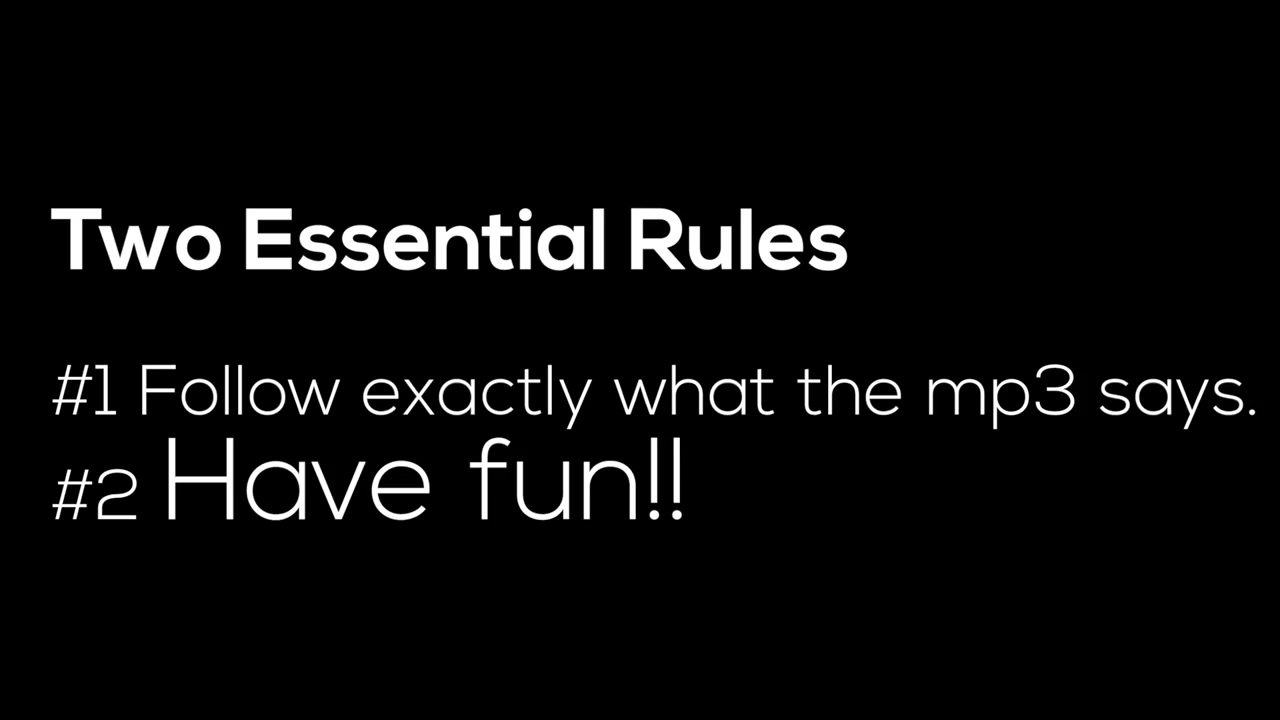 Two Essential Rules
#1 Follow exactly what the mp3 says.
#2 Have fun!!